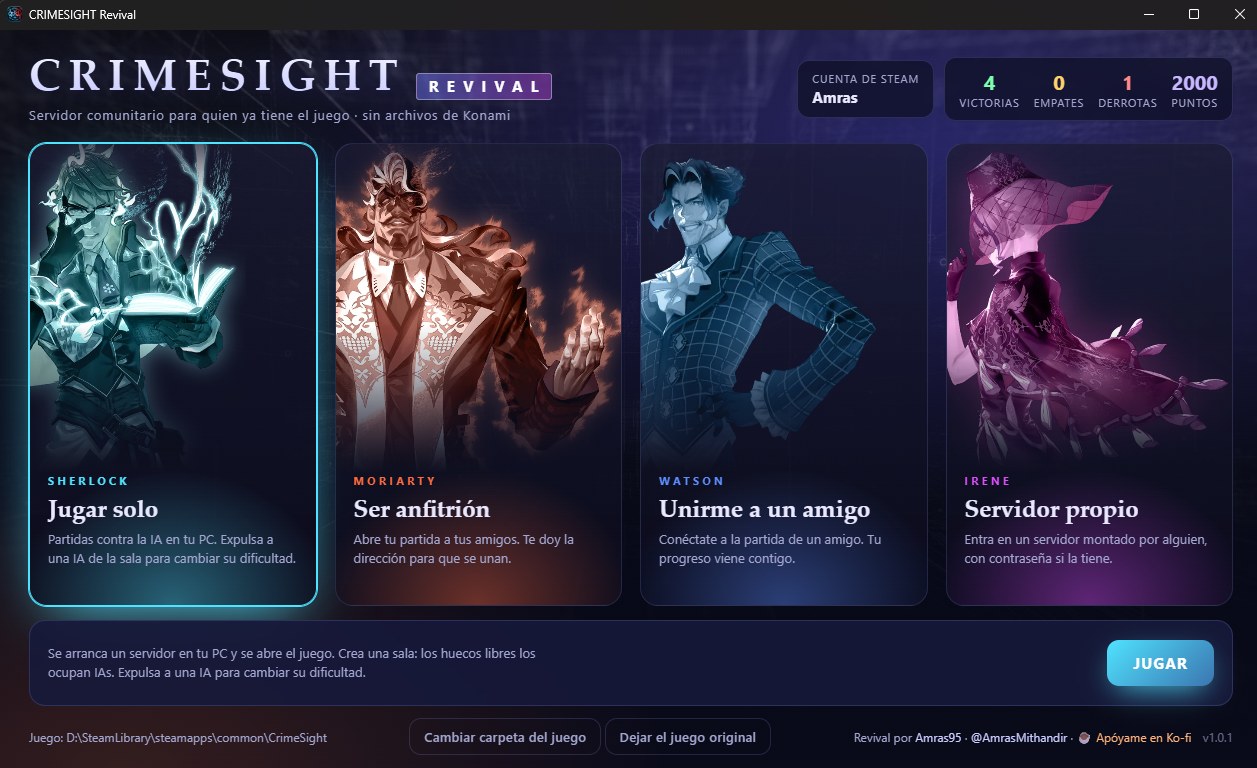 CRIMESIGHT Revival
CRIMESIGHT REVIVAL
Servidor comunitario para quien ya tiene el juego · sin archivos de Konami
CUENTA DE STEAM
Amras
4 0 1 2000
VICTORIAS EMPATES DERROTAS PUNTOS
SHERLOCK
Jugar solo
Partidas contra la IA en tu PC. Expulsa a
una IA de la sala para cambiar su dificultad.
MORIARTY
Ser anfitrión
Abre tu partida a tus amigos. Te doy la
dirección para que se unan.
WATSON
Unirme a un amigo
Conéctate a la partida de un amigo. Tu
progreso viene contigo.
IRENE
Servidor propio
Entra en un servidor montado por alguien,
con contraseña si la tiene.
Se arranca un servidor en tu PC y se abre el juego. Crea una sala: los huecos libres los
ocupan IAs. Expulsa a una IA para cambiar su dificultad.
JUGAR
Juego: D:\SteamLibrary\steamapps\common\CrimeSight
Cambiar carpeta del juego
Dejar el juego original
Revival por Amras95 · @AmrasMithandir · Apóyame en Ko-fi v1.0.1